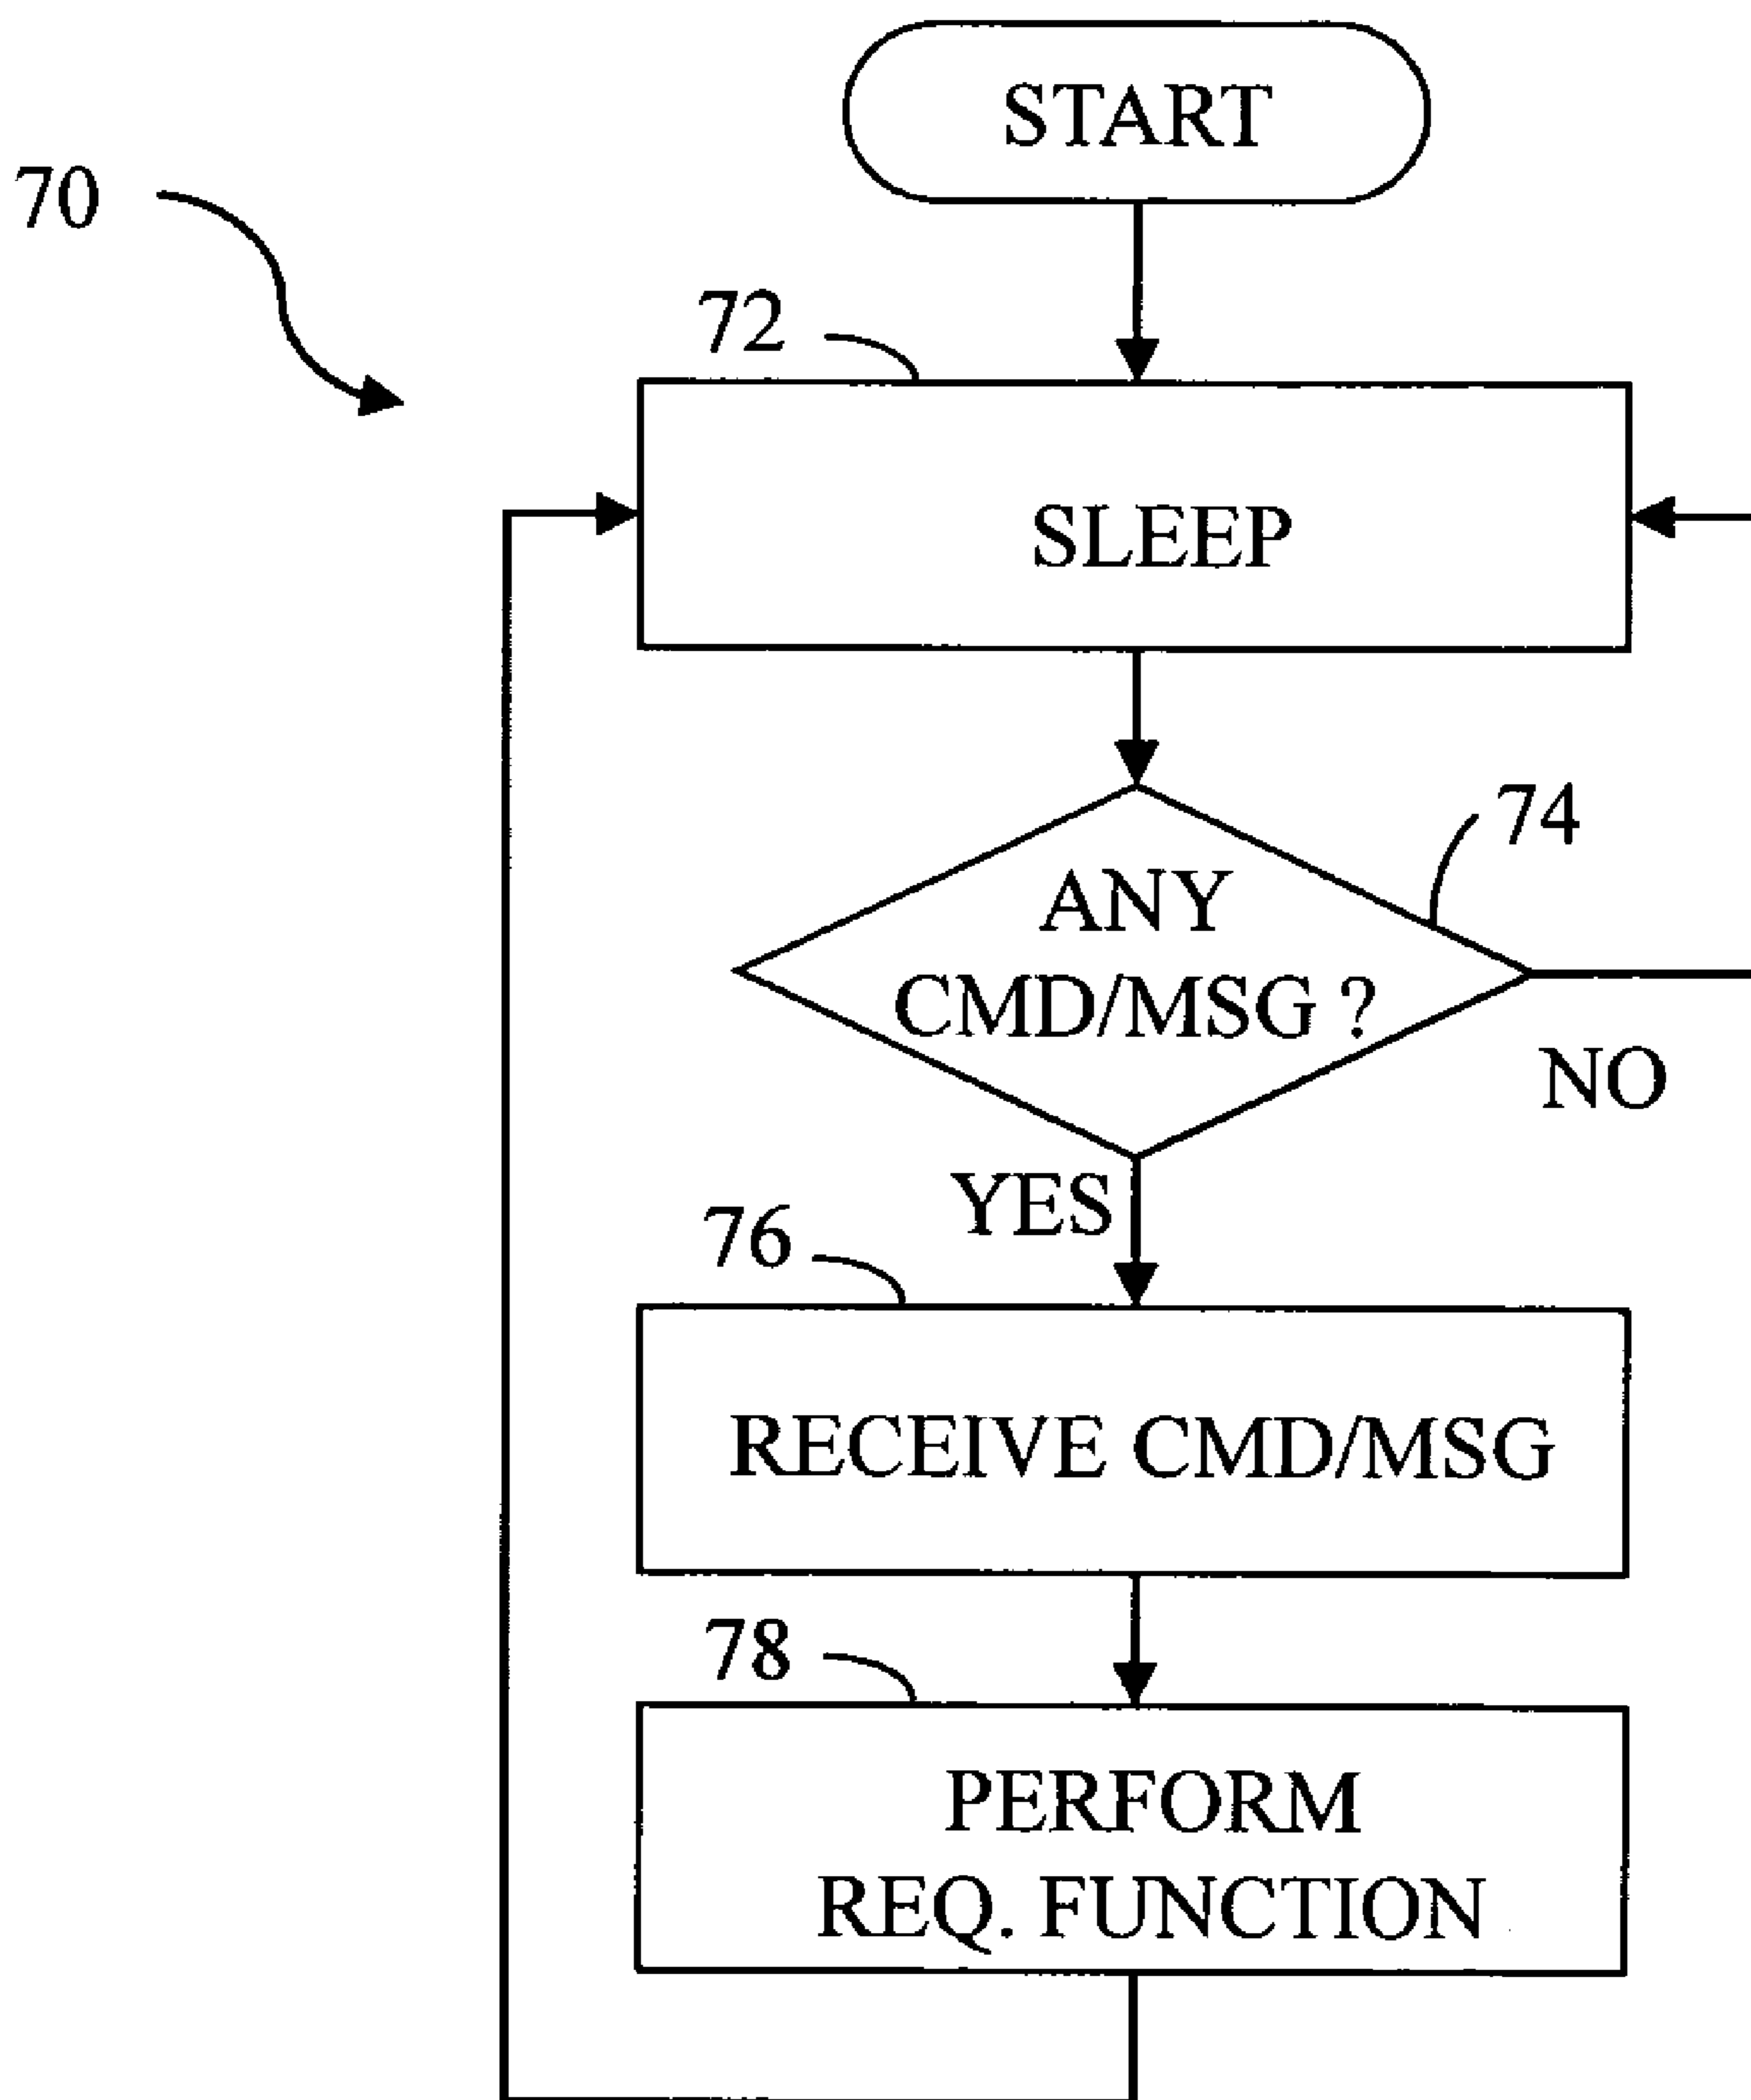 START
70
72
SLEEP
74
ANY
CMD/MSG ?
NO
YES
76
RECEIVE CMD/MSG
78
PERFORM
REQ. FUNCTION